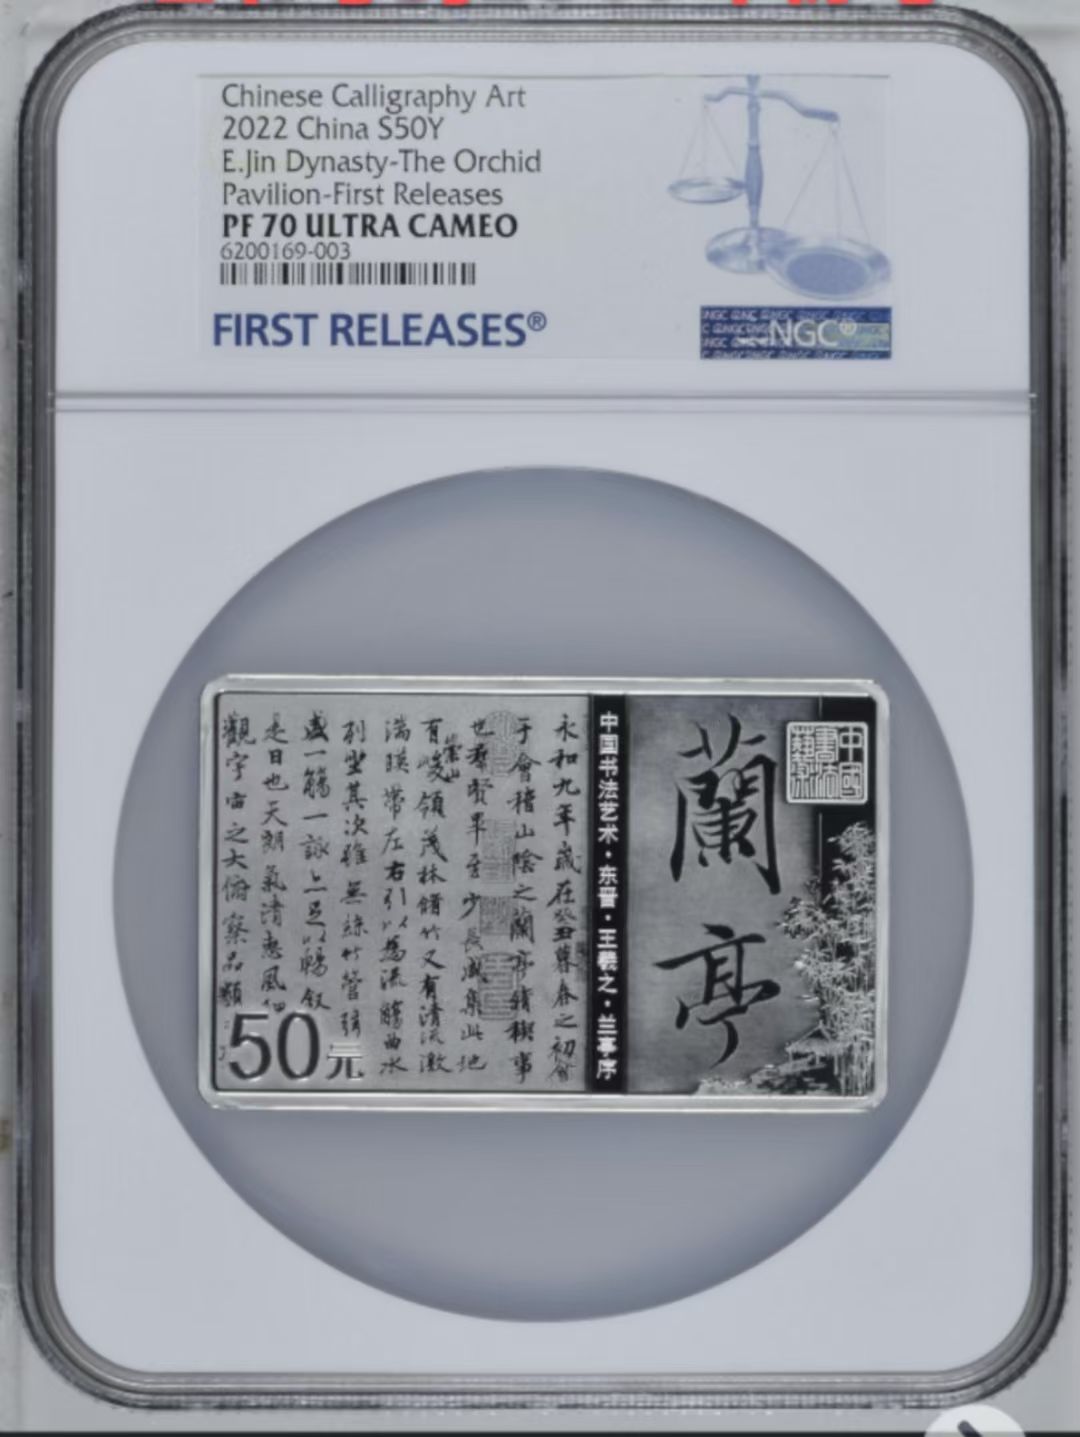 Chinese Calligraphy Art
2022 China S50Y
E.Jin Dynasty-The Orchid
Pavilion-First Releases
PF 70 ULTRA CAMEO
6200169-003
FIRST RELEASES®
NGC®
中國書法藝術
蘭亭
中国书法艺术·东晋·王羲之·兰亭序
永和九年歲在癸丑暮春之初會
于會稽山陰之蘭亭脩稧事
也羣賢畢至少長咸集此地
有崇山峻領茂林脩竹又有清流激
湍暎帶左右引以為流觴曲水
列坐其次雖無絲竹管弦
盛一觴一詠亦足以暢敘
是日也天朗氣清惠風
觀宇宙之大俯察品類
50元